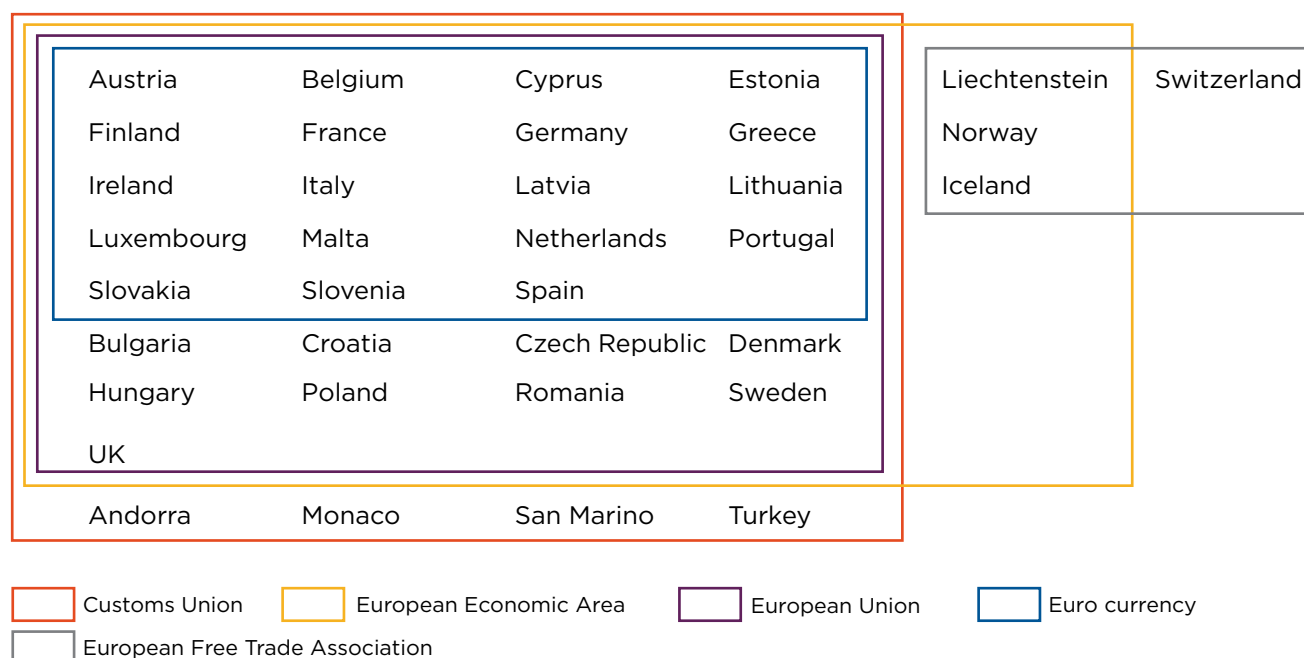 Austria Belgium Cyprus Estonia Liechtenstein Switzerland
Finland France Germany Greece Norway
Ireland Italy Latvia Lithuania Iceland
Luxembourg Malta Netherlands Portugal
Slovakia Slovenia Spain
Bulgaria Croatia Czech Republic Denmark
Hungary Poland Romania Sweden
UK
Andorra Monaco San Marino Turkey
Customs Union European Economic Area European Union Euro currency
European Free Trade Association